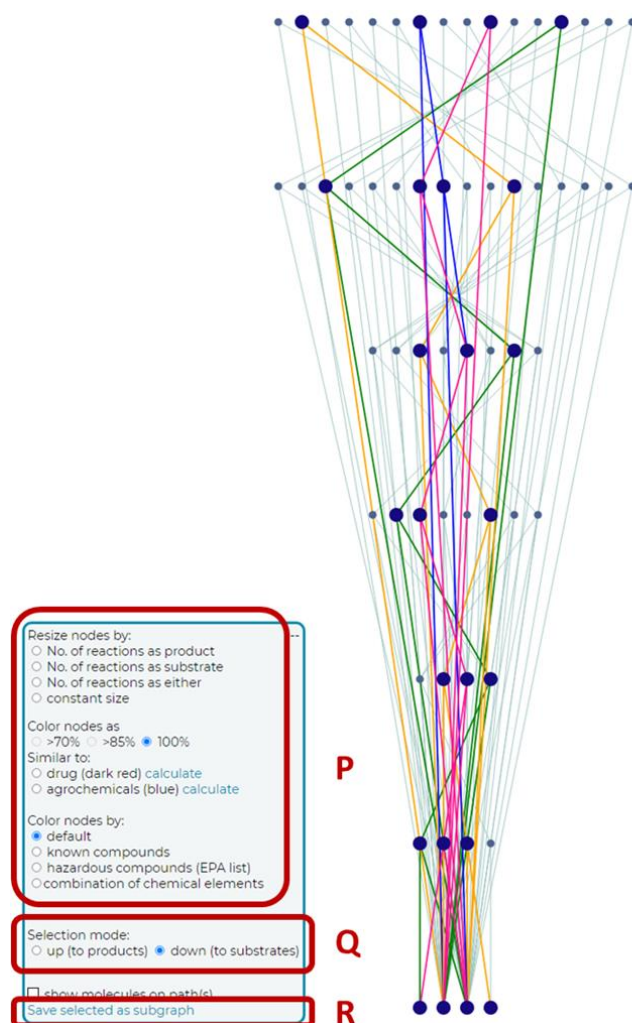 Resize nodes by: --
No. of reactions as product
No. of reactions as substrate
No. of reactions as either
constant size
Color nodes as
>70% >85% 100%
Similar to:
drug (dark red) calculate
agrochemicals (blue) calculate
P
Color nodes by:
default
known compounds
hazardous compounds (EPA list)
combination of chemical elements
Selection mode:
up (to products) down (to substrates)
Q
show molecules on path(s)
Save selected as subgraph
R